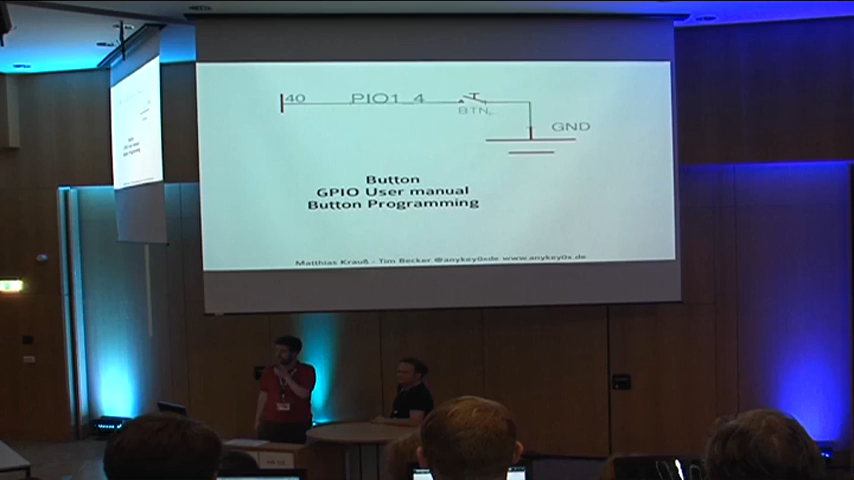 40
PIO1_4
BTN
GND
Button
GPIO User manual
Button Programming
Matthias Krauß - Tim Becker @anykey0xde www.anykey0x.de